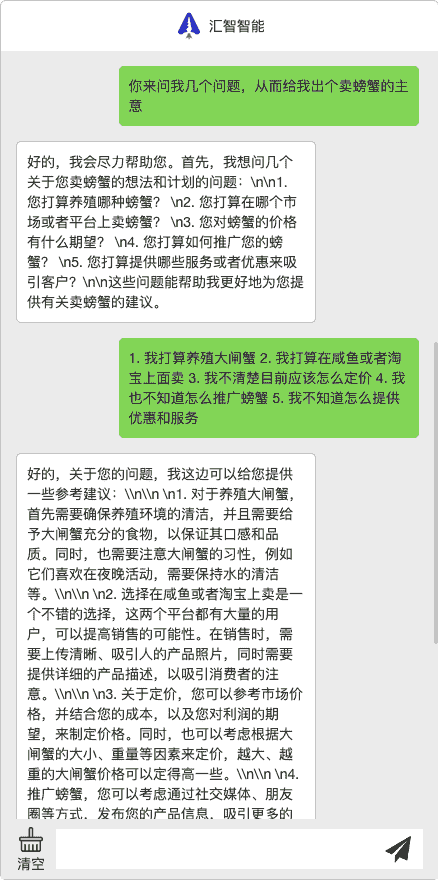 汇智智能
你来问我几个问题，从而给我出个卖螃蟹的主
意
好的，我会尽力帮助您。首先，我想问几个
关于您卖螃蟹的想法和计划的问题：\n\n1.
您打算养殖哪种螃蟹？ \n2. 您打算在哪个市
场或者平台上卖螃蟹？ \n3. 您对螃蟹的价格
有什么期望？ \n4. 您打算如何推广您的螃
蟹？ \n5. 您打算提供哪些服务或者优惠来吸
引客户？\n\n这些问题能帮助我更好地为您提
供有关卖螃蟹的建议。
1. 我打算养殖大闸蟹 2. 我打算在咸鱼或者淘
宝上面卖 3. 我不清楚目前应该怎么定价 4. 我
也不知道怎么推广螃蟹 5. 我不知道怎么提供
优惠和服务
好的，关于您的问题，我这边可以给您提供
一些参考建议：\\n\\n \n1. 对于养殖大闸蟹，
首先需要确保养殖环境的清洁，并且需要给
予大闸蟹充分的食物，以保证其口感和品
质。同时，也需要注意大闸蟹的习性，例如
它们喜欢在夜晚活动，需要保持水的清洁
等。\\n\\n \n2. 选择在咸鱼或者淘宝上卖是一
个不错的选择，这两个平台都有大量的用
户，可以提高销售的可能性。在销售时，需
要上传清晰、吸引人的产品照片，同时需要
提供详细的产品描述，以吸引消费者的注
意。\\n\\n \n3. 关于定价，您可以参考市场价
格，并结合您的成本，以及您对利润的期
望，来制定价格。同时，也可以考虑根据大
闸蟹的大小、重量等因素来定价，越大、越
重的大闸蟹价格可以定得高一些。\\n\\n \n4.
推广螃蟹，您可以考虑通过社交媒体、朋友
圈等方式，发布您的产品信息，吸引更多的
清空